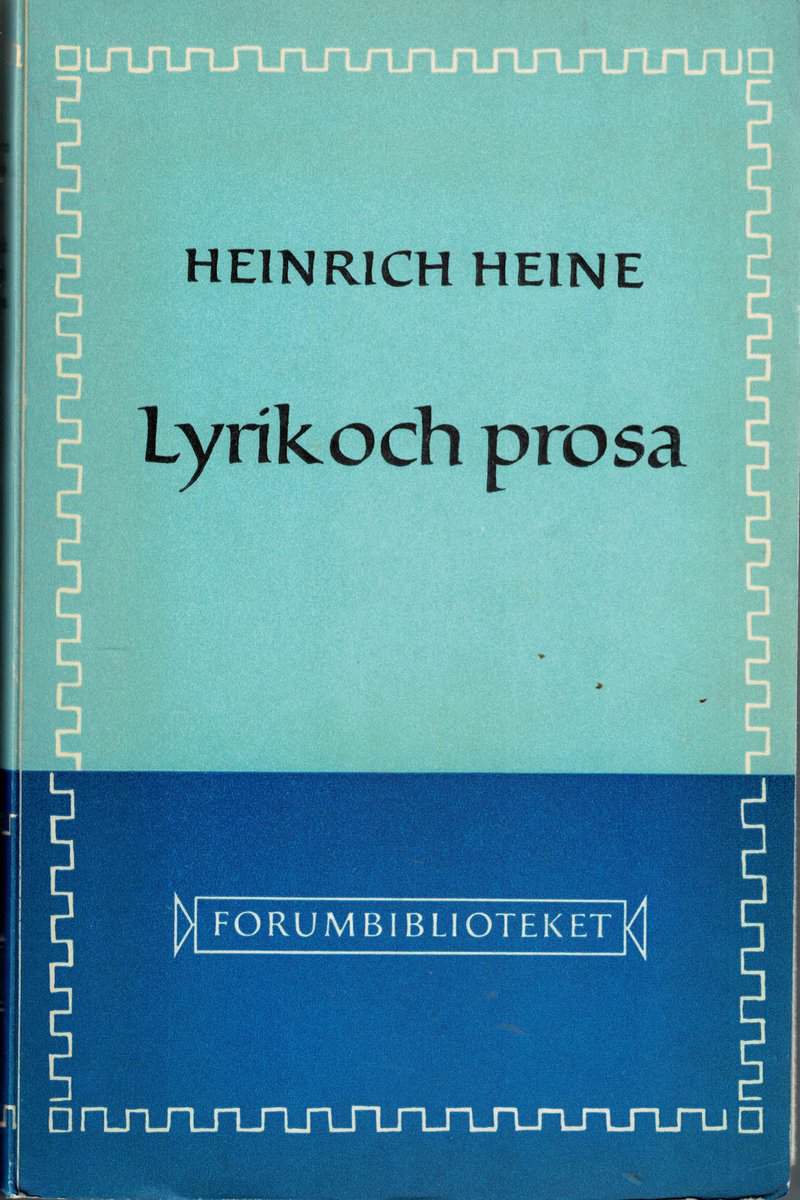 HEINRICH HEINE
Lyrik och prosa
FORUMBIBLIOTEKET